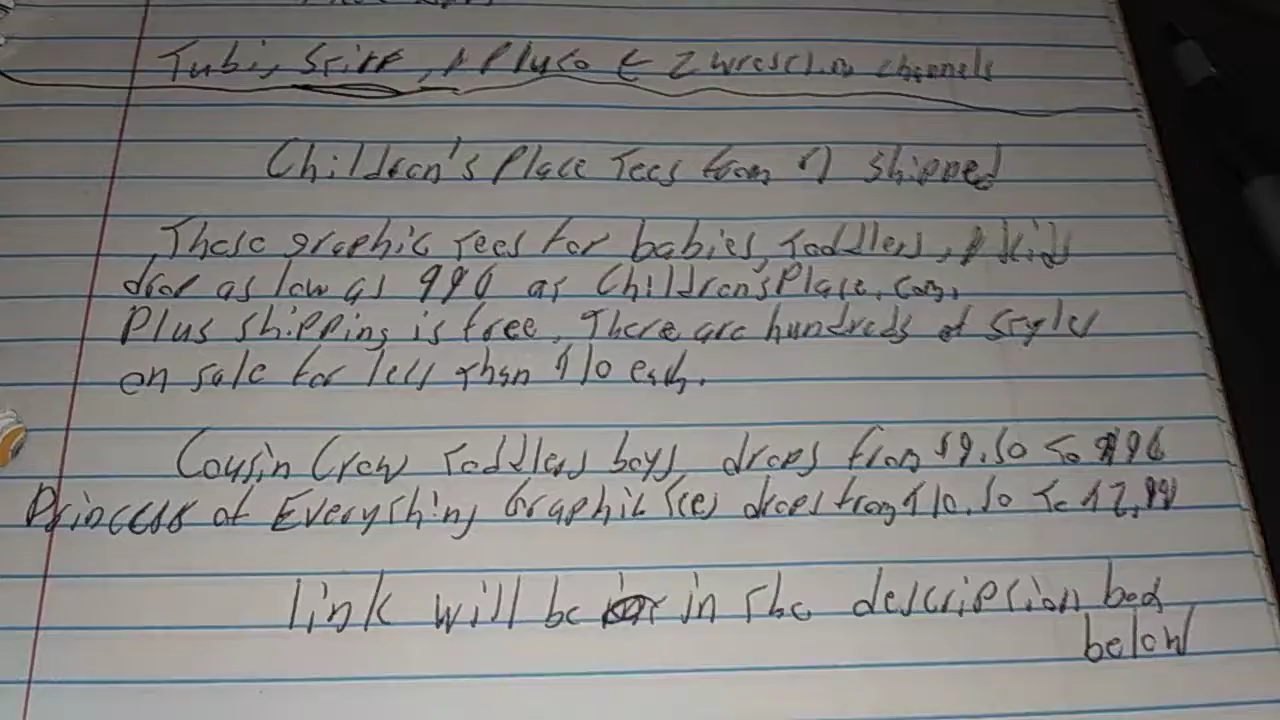 Tubi, & Pluto 2 wrestling channels
Children's Place Tees from $1 shipped
These graphic Tees for babies, Toddlers, & kids
drop as low as 99¢ at Children'sPlace.com.
Plus shipping is free. There are hundreds of styles
on sale for less than $10 each.
Cousin Crew Toddlers boys drops from $9.50 to 99¢
Princess of Everything Graphic Tees drops from $10.50 to $2.99
link will be in the description box
below